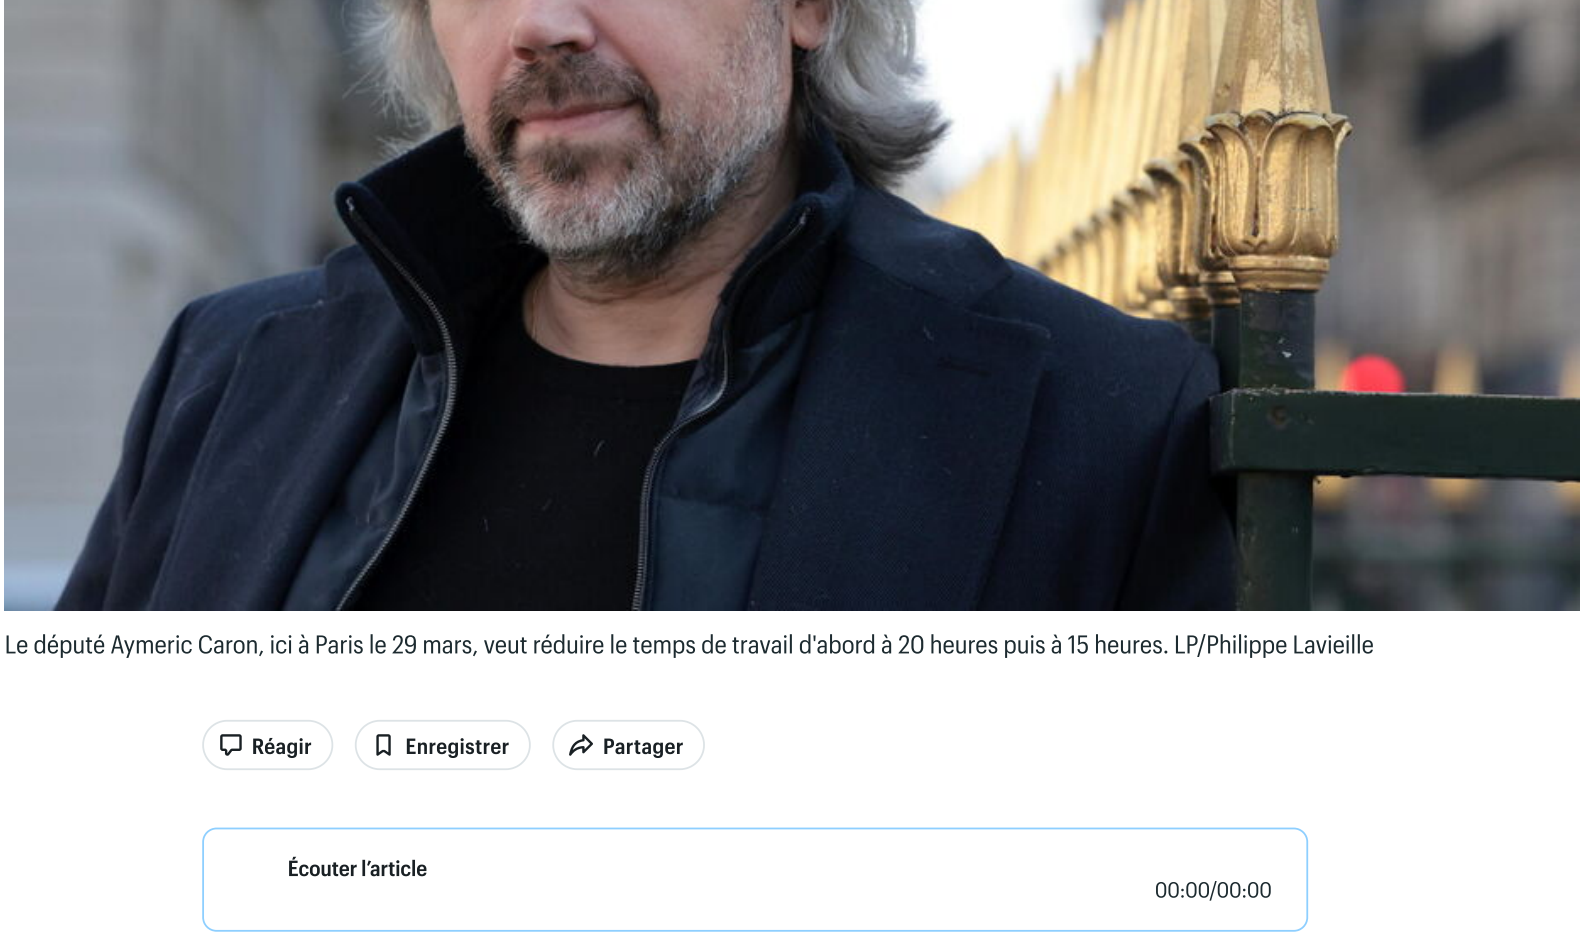 Le député Aymeric Caron, ici à Paris le 29 mars, veut réduire le temps de travail d'abord à 20 heures puis à 15 heures. LP/Philippe Lavieille
Réagir
Enregistrer
Partager
Écouter l’article
00:00/00:00